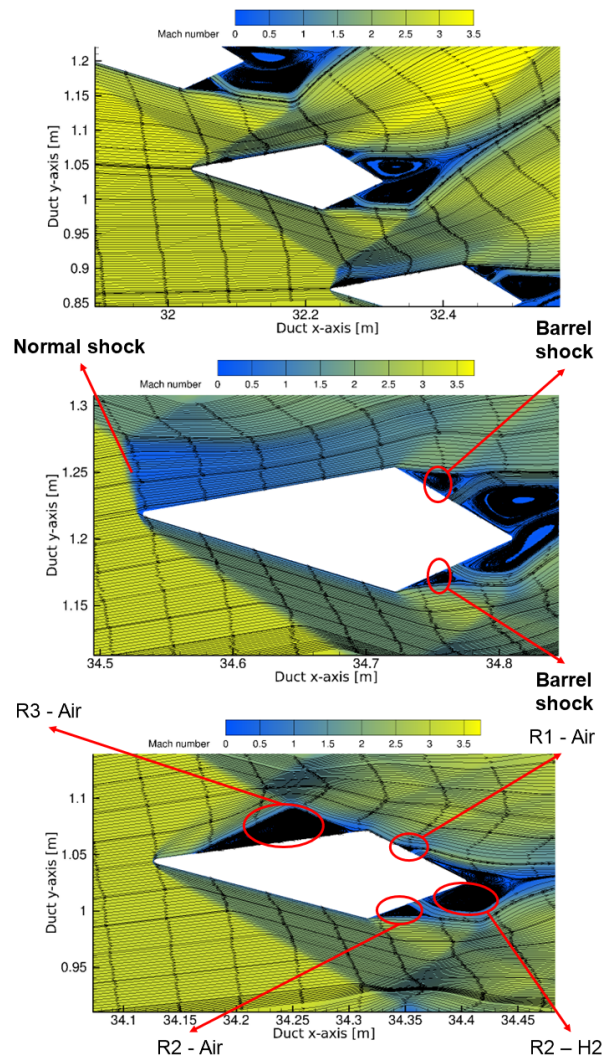 Mach number 0 0.5 1 1.5 2 2.5 3 3.5
1.2
1.15
1.1
1.05
1
0.95
0.9
0.85
Duct y-axis [m]
32 32.2 32.4
Duct x-axis [m]
Normal shock
Barrel
shock
Mach number 0 0.5 1 1.5 2 2.5 3 3.5
1.3
1.25
1.2
1.15
Duct y-axis [m]
34.5 34.6 34.7 34.8
Duct x-axis [m]
Barrel
shock
R3 - Air
R1 - Air
Mach number 0 0.5 1 1.5 2 2.5 3 3.5
1.1
1.05
1
0.95
Duct y-axis [m]
34.1 34.15 34.2 34.25 34.3 34.35 34.4 34.45
Duct x-axis [m]
R2 - Air
R2 – H2